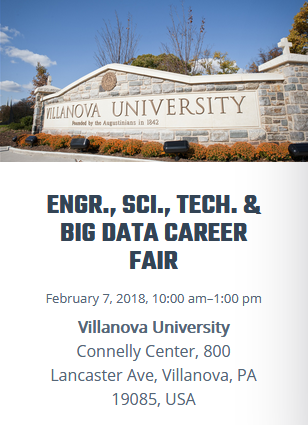 VILLANOVA UNIVERSITY
Founded by the Augustinians in 1842
ENGR., SCI., TECH. &
BIG DATA CAREER
FAIR
February 7, 2018, 10:00 am–1:00 pm
Villanova University
Connelly Center, 800
Lancaster Ave, Villanova, PA
19085, USA